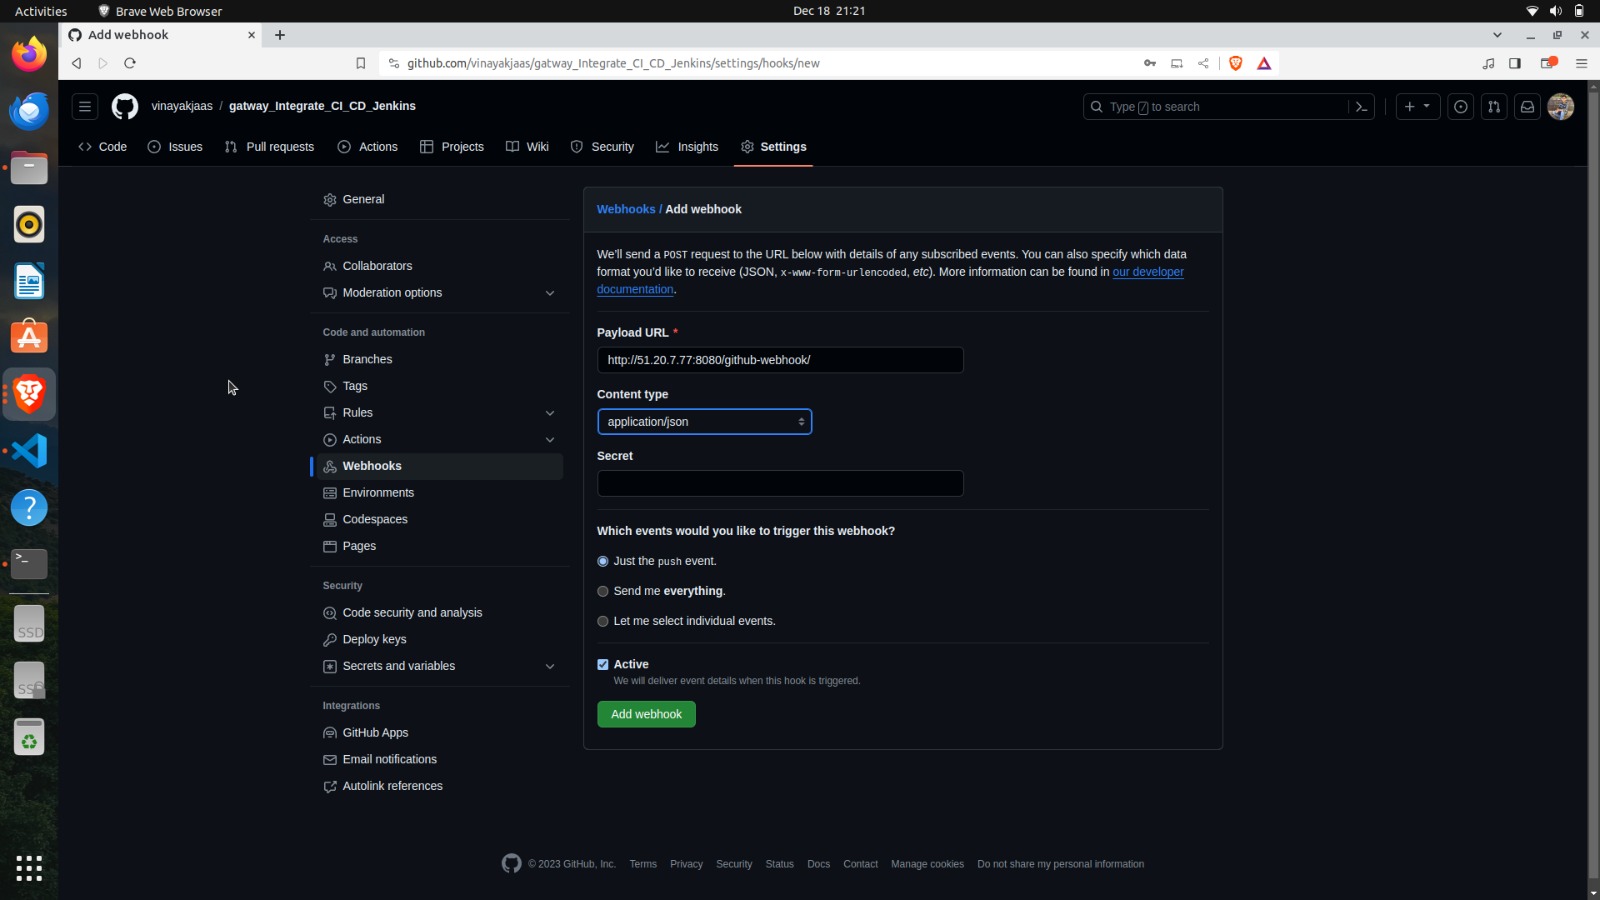 Activities
Brave Web Browser
Dec 18 21:21
Add webhook
github.com/vinayakjaas/gatway_Integrate_CI_CD_Jenkins/settings/hooks/new
vinayakjaas / gatway_Integrate_CI_CD_Jenkins
Type / to search
Code
Issues
Pull requests
Actions
Projects
Wiki
Security
Insights
Settings
General
Access
Collaborators
Moderation options
Code and automation
Branches
Tags
Rules
Actions
Webhooks
Environments
Codespaces
Pages
Security
Code security and analysis
Deploy keys
Secrets and variables
Integrations
GitHub Apps
Email notifications
Autolink references
Webhooks / Add webhook
We'll send a POST request to the URL below with details of any subscribed events. You can also specify which data
format you'd like to receive (JSON, x-www-form-urlencoded, etc). More information can be found in our developer
documentation.
Payload URL *
http://51.20.7.77:8080/github-webhook/
Content type
application/json
Secret
Which events would you like to trigger this webhook?
Just the push event.
Send me everything.
Let me select individual events.
Active
We will deliver event details when this hook is triggered.
Add webhook
SSD
SSD
© 2023 GitHub, Inc.
Terms
Privacy
Security
Status
Docs
Contact
Manage cookies
Do not share my personal information